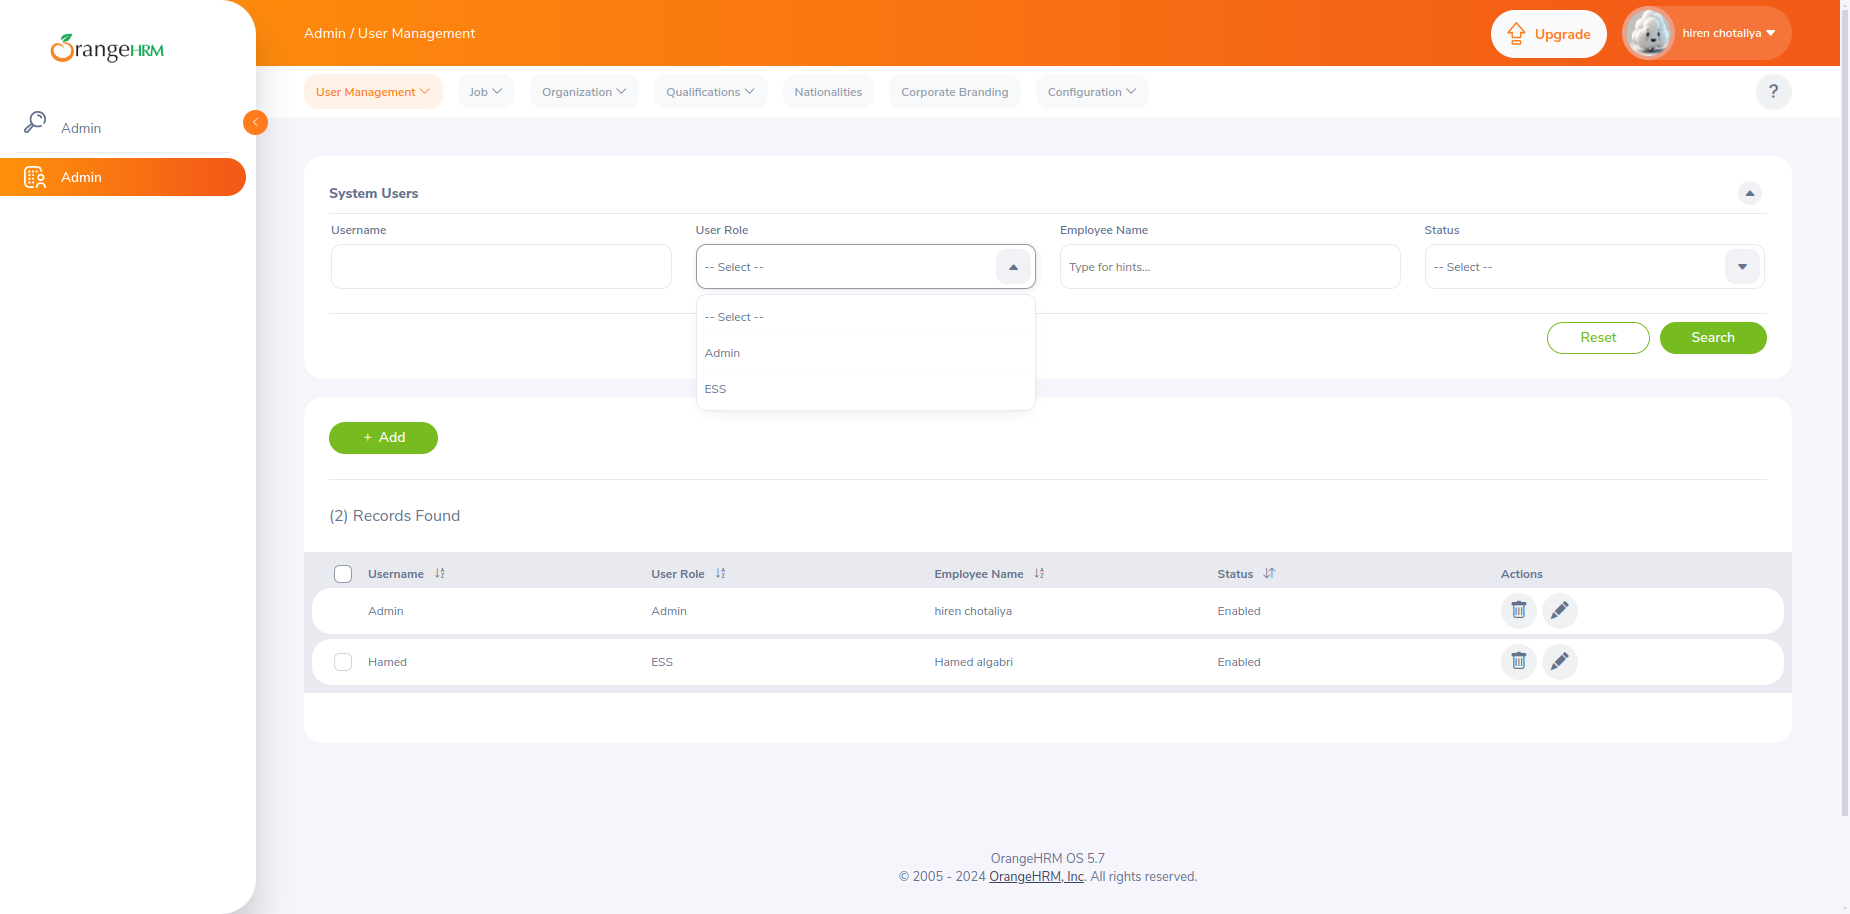 OrangeHRM
Admin / User Management
Upgrade
hiren chotaliya
Admin
Admin
User Management
Job
Organization
Qualifications
Nationalities
Corporate Branding
Configuration
?
System Users
Username
User Role
Employee Name
Status
-- Select --
Type for hints...
-- Select --
-- Select --
Admin
ESS
Reset
Search
+ Add
(2) Records Found
Username
User Role
Employee Name
Status
Actions
Admin
Admin
hiren chotaliya
Enabled
Hamed
ESS
Hamed algabri
Enabled
OrangeHRM OS 5.7
© 2005 - 2024 OrangeHRM, Inc. All rights reserved.